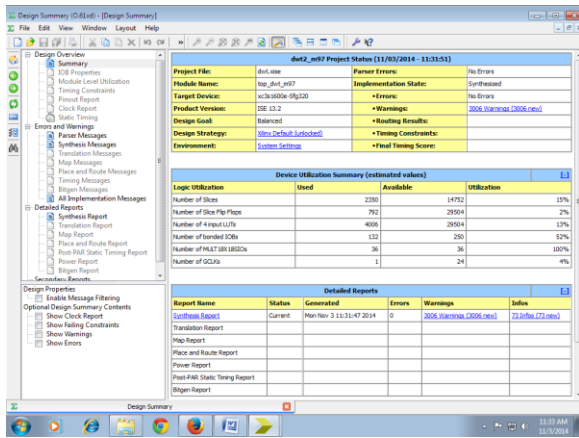 Design Summary (O.61xd) - [Design Summary]
File Edit View Window Layout Help
Design Overview
Summary
IOB Properties
Module Level Utilization
Timing Constraints
Pinout Report
Clock Report
Static Timing
Errors and Warnings
Parser Messages
Synthesis Messages
Translation Messages
Map Messages
Place and Route Messages
Timing Messages
Bitgen Messages
All Implementation Messages
Detailed Reports
Synthesis Report
Translation Report
Map Report
Place and Route Report
Post-PAR Static Timing Report
Power Report
Bitgen Report
Secondary Reports
Design Properties
Enable Message Filtering
Optional Design Summary Contents
Show Clock Report
Show Failing Constraints
Show Warnings
Show Errors
dwt2_m97 Project Status (11/03/2014 - 11:31:51)
Project File: dwt.xise Parser Errors: No Errors
Module Name: top_dwt_m97 Implementation State: Synthesized
Target Device: xc3s1600e-5fg320 •Errors: No Errors
Product Version: ISE 13.2 •Warnings: 3006 Warnings (3006 new)
Design Goal: Balanced •Routing Results:
Design Strategy: Xilinx Default (unlocked) •Timing Constraints:
Environment: System Settings •Final Timing Score:
Device Utilization Summary (estimated values) [-]
Logic Utilization Used Available Utilization
Number of Slices 2350 14752 15%
Number of Slice Flip Flops 792 29504 2%
Number of 4 input LUTs 4006 29504 13%
Number of bonded IOBs 132 250 52%
Number of MULT18X18SIOs 36 36 100%
Number of GCLKs 1 24 4%
Detailed Reports [-]
Report Name Status Generated Errors Warnings Infos
Synthesis Report Current Mon Nov 3 11:31:47 2014 0 3006 Warnings (3006 new) 73 Infos (73 new)
Translation Report
Map Report
Place and Route Report
Power Report
Post-PAR Static Timing Report
Bitgen Report
Design Summary
11:33 AM
11/3/2014